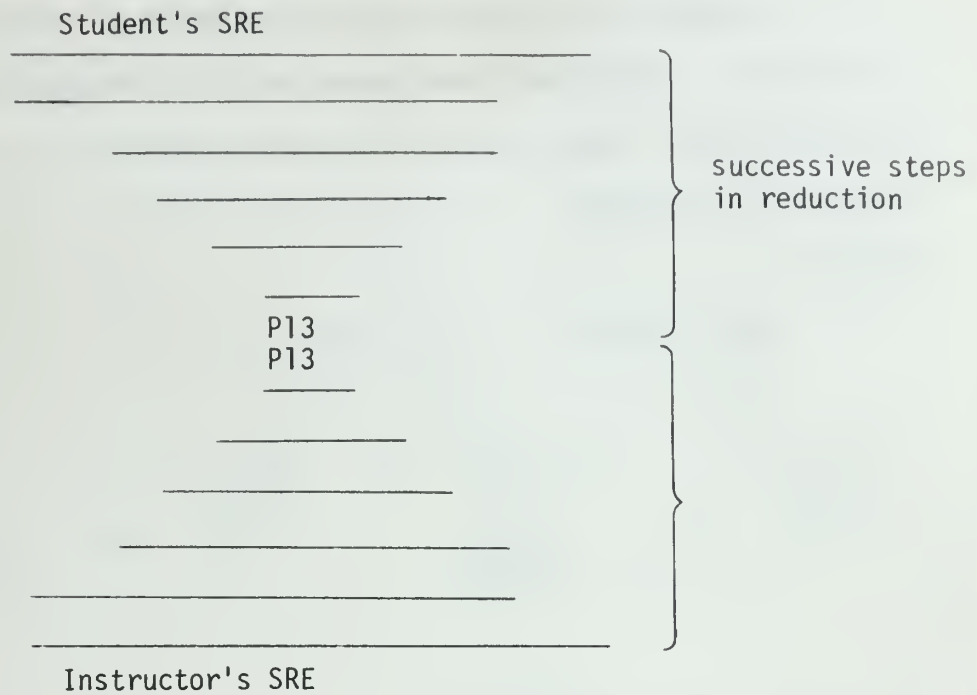 Student's SRE
successive steps
in reduction
P13
P13
Instructor's SRE